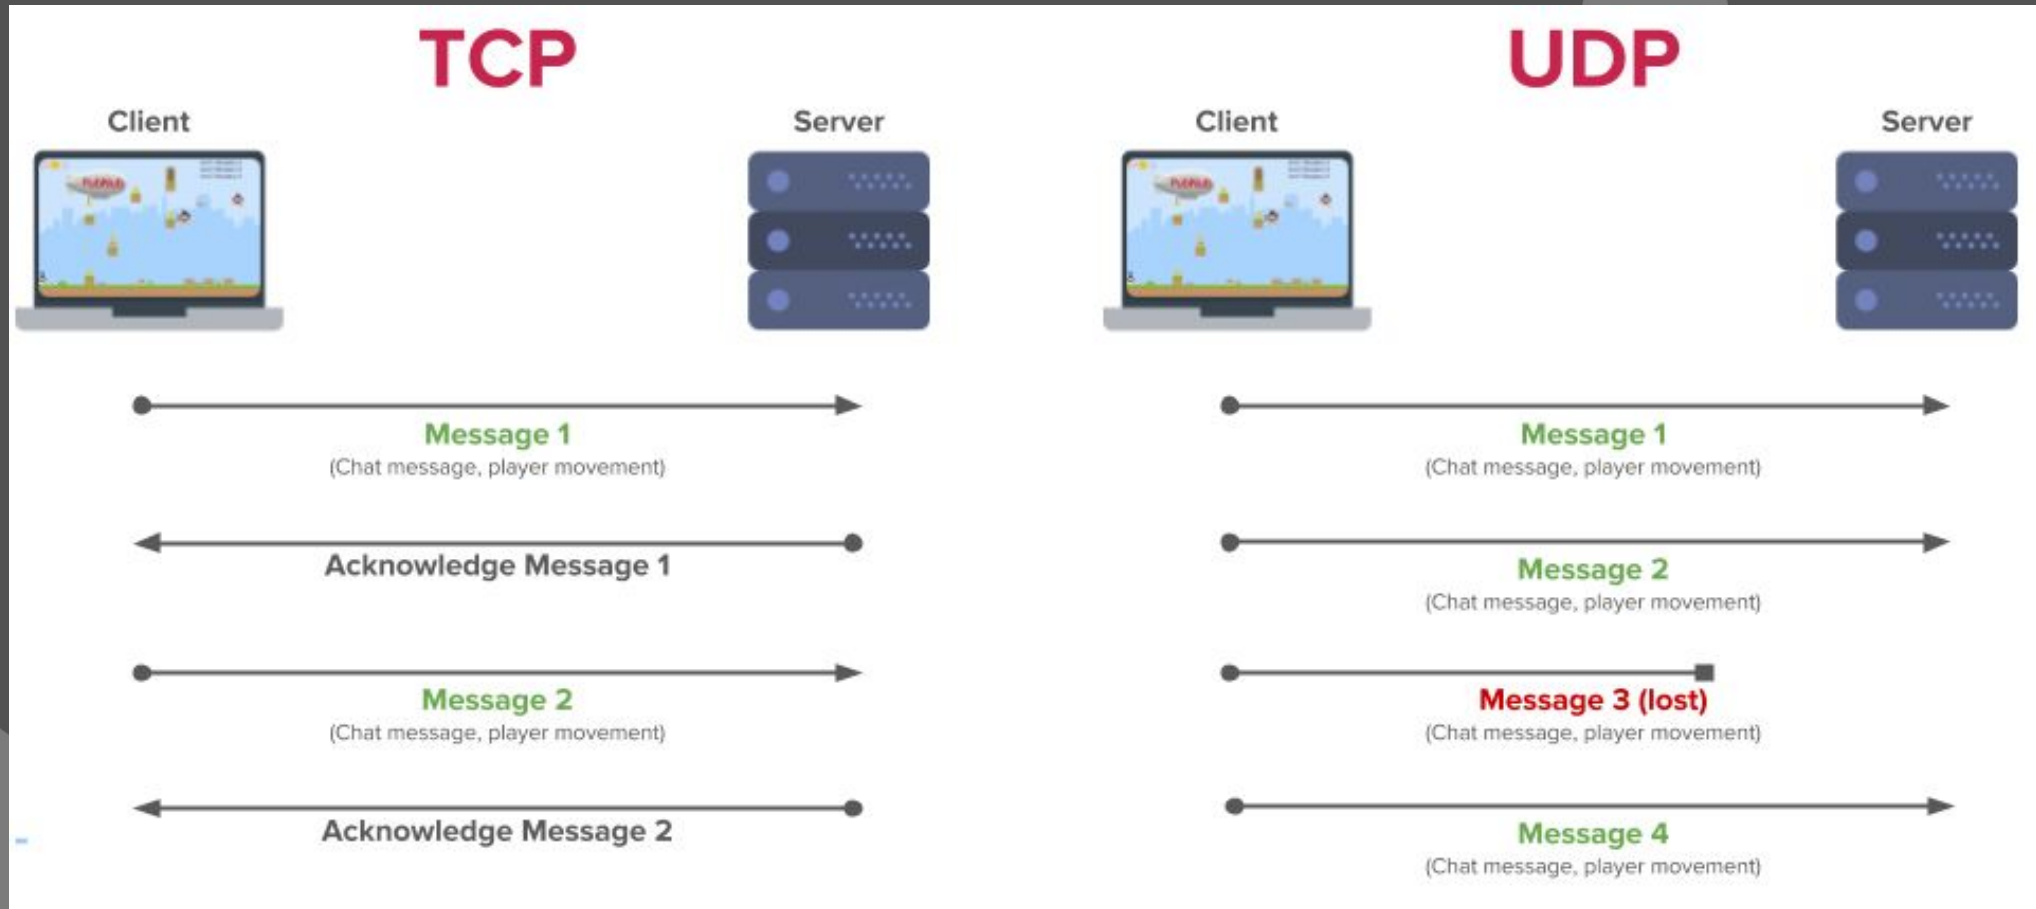 TCP
Client
Server
Message 1
(Chat message, player movement)
Acknowledge Message 1
Message 2
(Chat message, player movement)
Acknowledge Message 2
UDP
Client
Server
Message 1
(Chat message, player movement)
Message 2
(Chat message, player movement)
Message 3 (lost)
(Chat message, player movement)
Message 4
(Chat message, player movement)